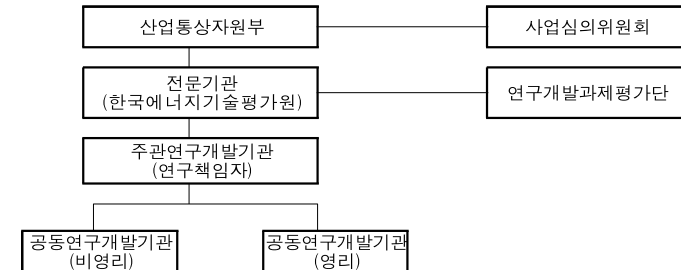 산업통상자원부
사업심의위원회
전문기관
(한국에너지기술평가원)
연구개발과제평가단
주관연구개발기관
(연구책임자)
공동연구개발기관
(비영리)
공동연구개발기관
(영리)